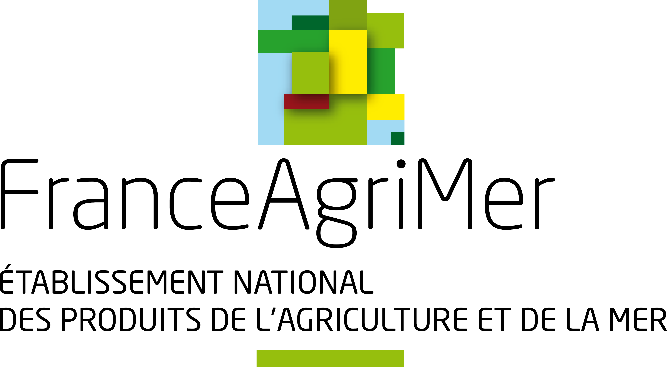 FranceAgriMer
ÉTABLISSEMENT NATIONAL
DES PRODUITS DE L'AGRICULTURE ET DE LA MER